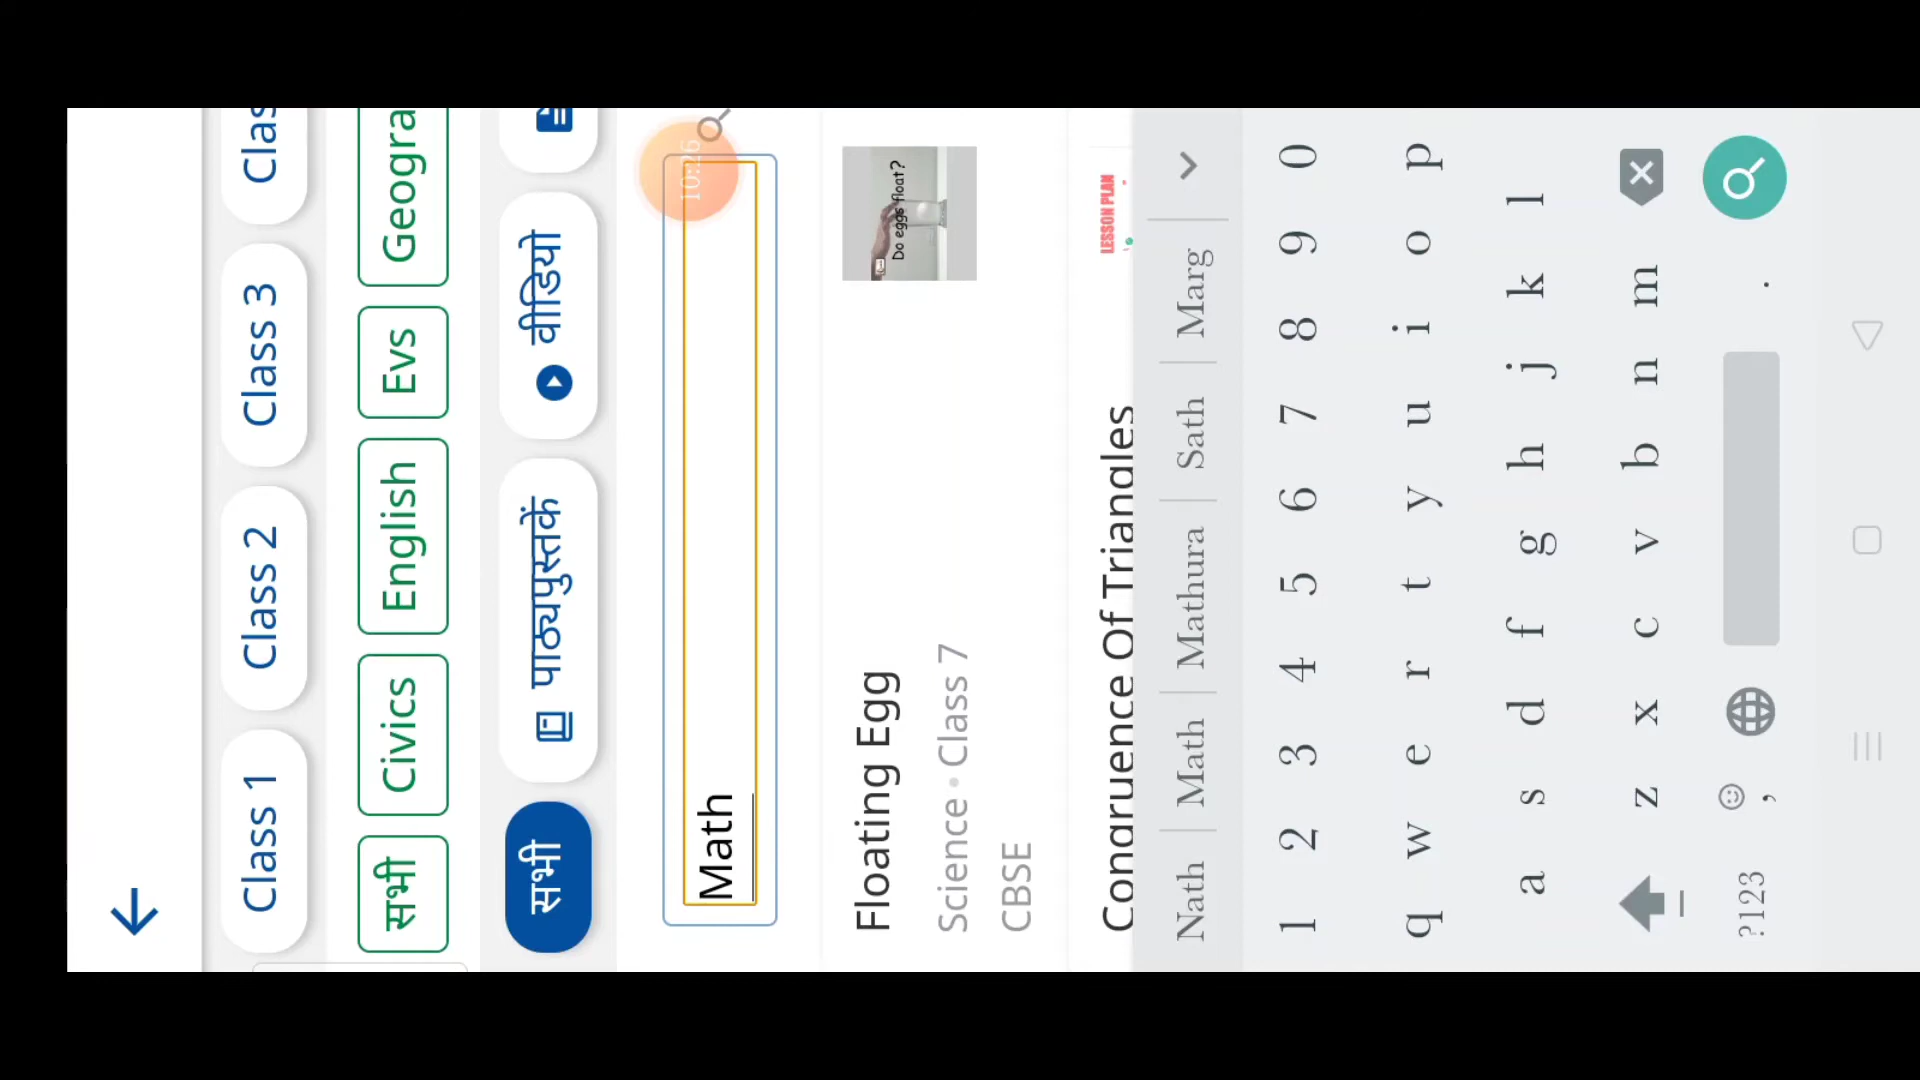 Class 1 Class 2 Class 3 Clas
सभी Civics English Evs Geogra
सभी पाठ्यपुस्तकें वीडियो
Math
10:26
Floating Egg
Science • Class 7
CBSE
Do eggs float?
Congruence Of Triangles
LESSON PLAN
Nath Math Mathura Sath Marg
1 2 3 4 5 6 7 8 9 0
q w e r t y u i o p
a s d f g h j k l
z x c v b n m
?123 , .